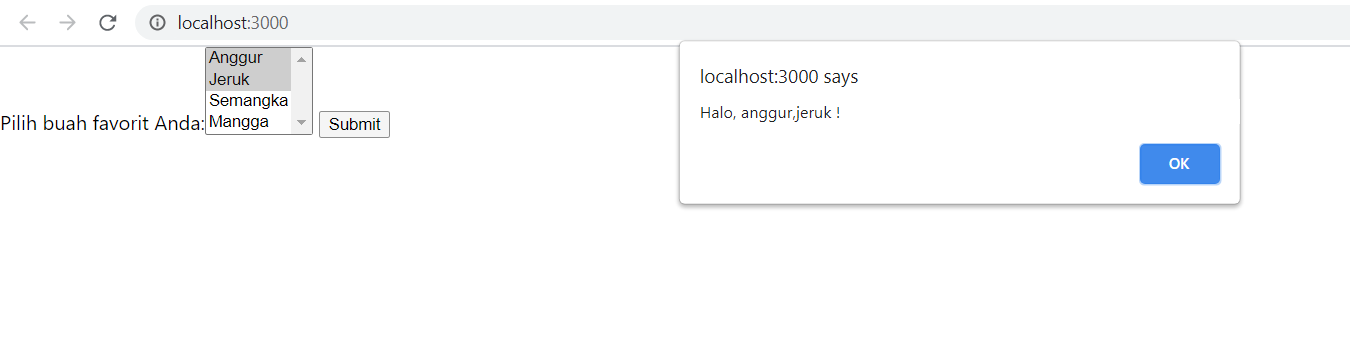 localhost:3000
Anggur
Jeruk
Semangka
Pilih buah favorit Anda:
Mangga
Submit
localhost:3000 says
Halo, anggur,jeruk !
OK